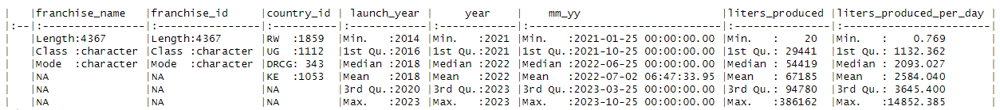 |   |franchise_name   |franchise_id     |country_id | launch_year |     year    |    mm_yy                       |liters_produced |liters_produced_per_day |
|:--|:----------------|:----------------|:----------|:------------|:------------|:-------------------------------|:---------------|:-----------------------|
|   |Length:4367      |Length:4367      |RW  :1859  |Min.   :2014 |Min.   :2021 |Min.   :2021-01-25 00:00:00.00  |Min.   :    20  |Min.   :    0.769       |
|   |Class :character |Class :character |UG  :1112  |1st Qu.:2016 |1st Qu.:2021 |1st Qu.:2021-10-25 00:00:00.00  |1st Qu.: 29441  |1st Qu.: 1132.362       |
|   |Mode  :character |Mode  :character |DRCG: 343  |Median :2018 |Median :2022 |Median :2022-06-25 00:00:00.00  |Median : 54419  |Median : 2093.027       |
|   |NA               |NA               |KE  :1053  |Mean   :2018 |Mean   :2022 |Mean   :2022-07-02 06:47:33.95  |Mean   : 67185  |Mean   : 2584.040       |
|   |NA               |NA               |NA         |3rd Qu.:2020 |3rd Qu.:2023 |3rd Qu.:2023-03-25 00:00:00.00  |3rd Qu.: 94780  |3rd Qu.: 3645.400       |
|   |NA               |NA               |NA         |Max.   :2023 |Max.   :2023 |Max.   :2023-10-25 00:00:00.00  |Max.   :386162  |Max.   :14852.385       |